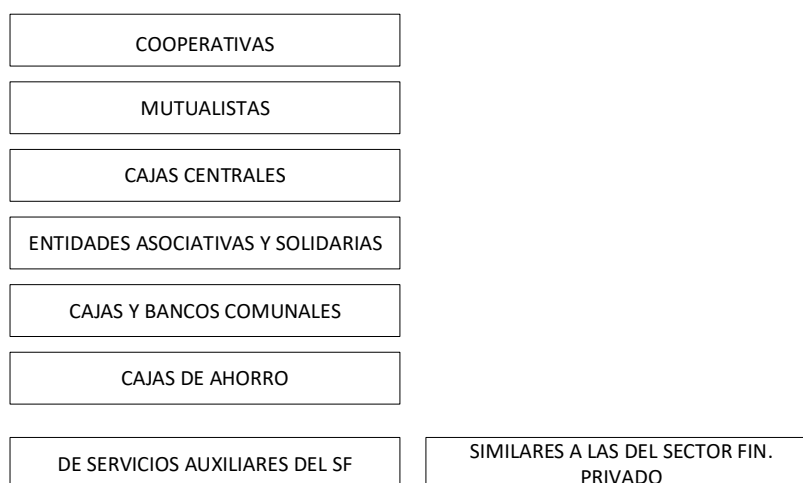 COOPERATIVAS
MUTUALISTAS
CAJAS CENTRALES
ENTIDADES ASOCIATIVAS Y SOLIDARIAS
CAJAS Y BANCOS COMUNALES
CAJAS DE AHORRO
DE SERVICIOS AUXILIARES DEL SF
SIMILARES A LAS DEL SECTOR FIN.
PRIVADO